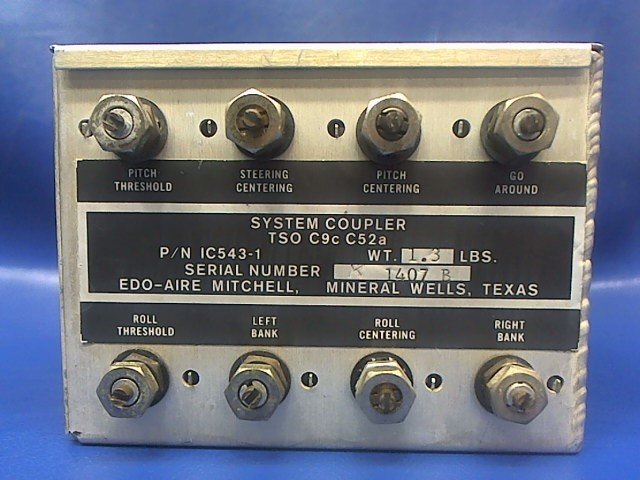 PITCH THRESHOLD
STEERING CENTERING
PITCH CENTERING
GO AROUND
SYSTEM COUPLER
TSO C9c C52a
P/N IC543-1 WT. 1.3 LBS.
SERIAL NUMBER X 1407 B
EDO-AIRE MITCHELL, MINERAL WELLS, TEXAS
ROLL THRESHOLD
LEFT BANK
ROLL CENTERING
RIGHT BANK